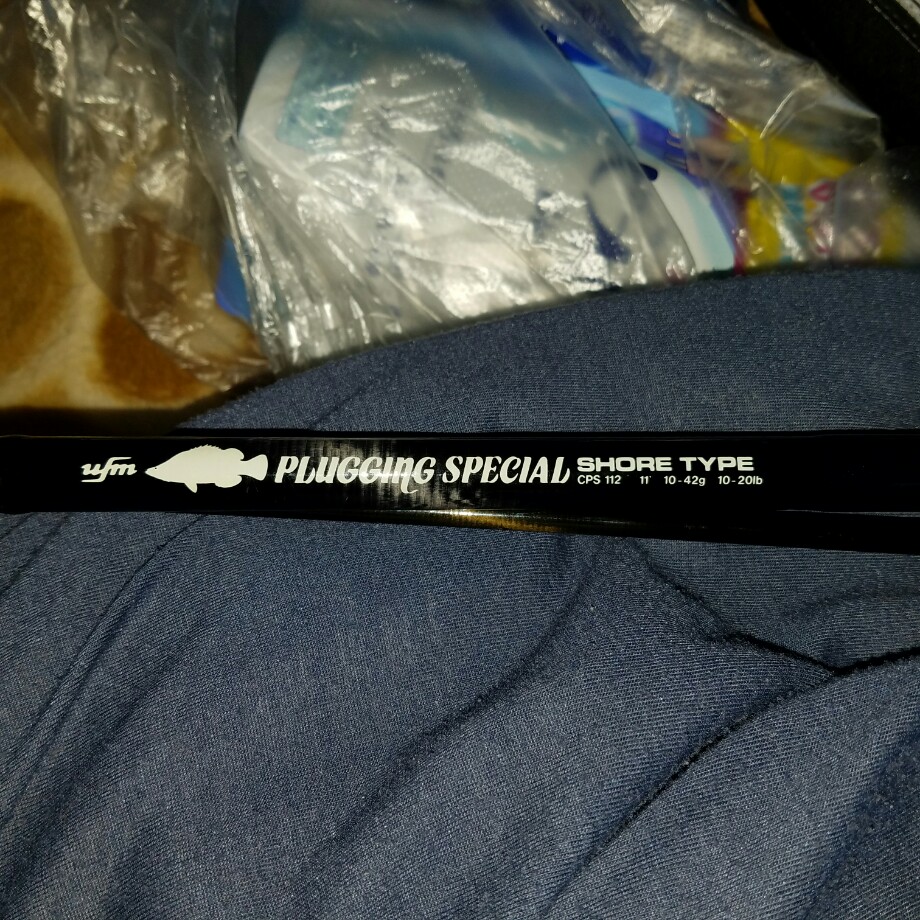 ufm PLUGGING SPECIAL SHORE TYPE
CPS 112 11' 10-42g 10-20lb